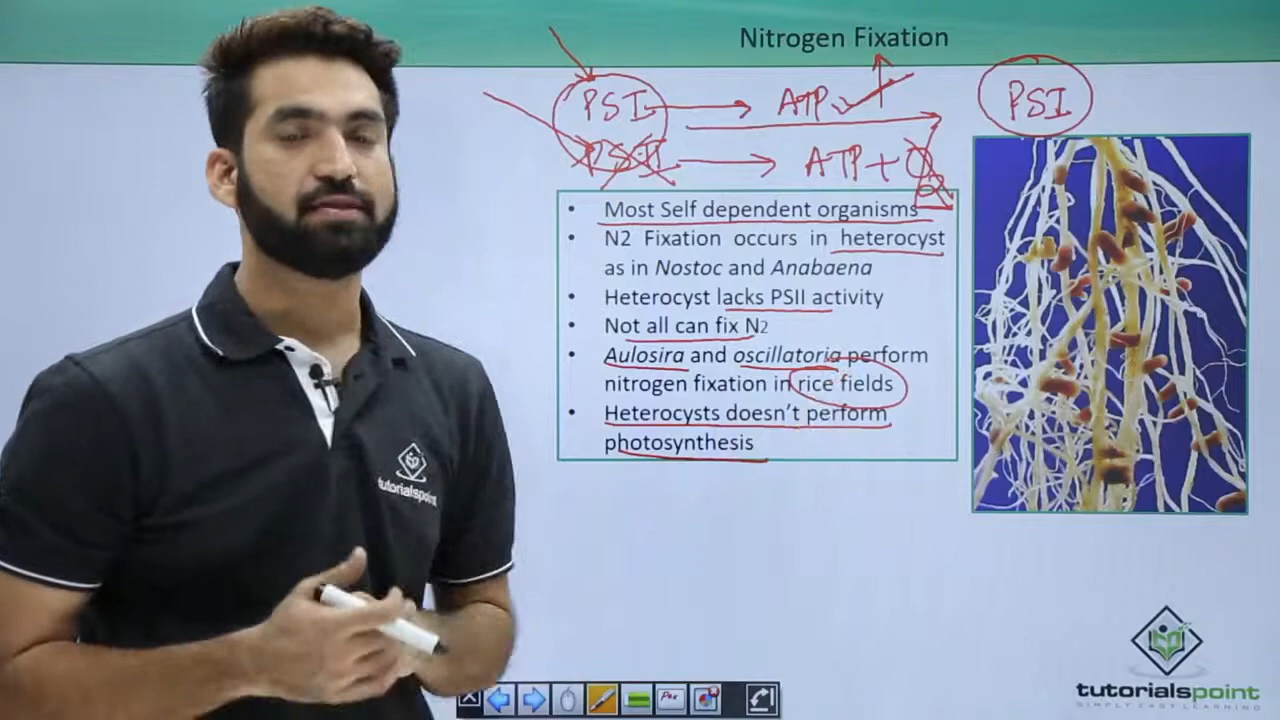 Nitrogen Fixation
PSI → ATP
PSI
PSII → ATP + O2
• Most Self dependent organisms
• N2 Fixation occurs in heterocyst
as in Nostoc and Anabaena
• Heterocyst lacks PSII activity
• Not all can fix N2
• Aulosira and oscillatoria perform
nitrogen fixation in rice fields
• Heterocysts doesn't perform
photosynthesis
tutorialspoint
Pen
tutorialspoint
SIMPLY EASY LEARNING